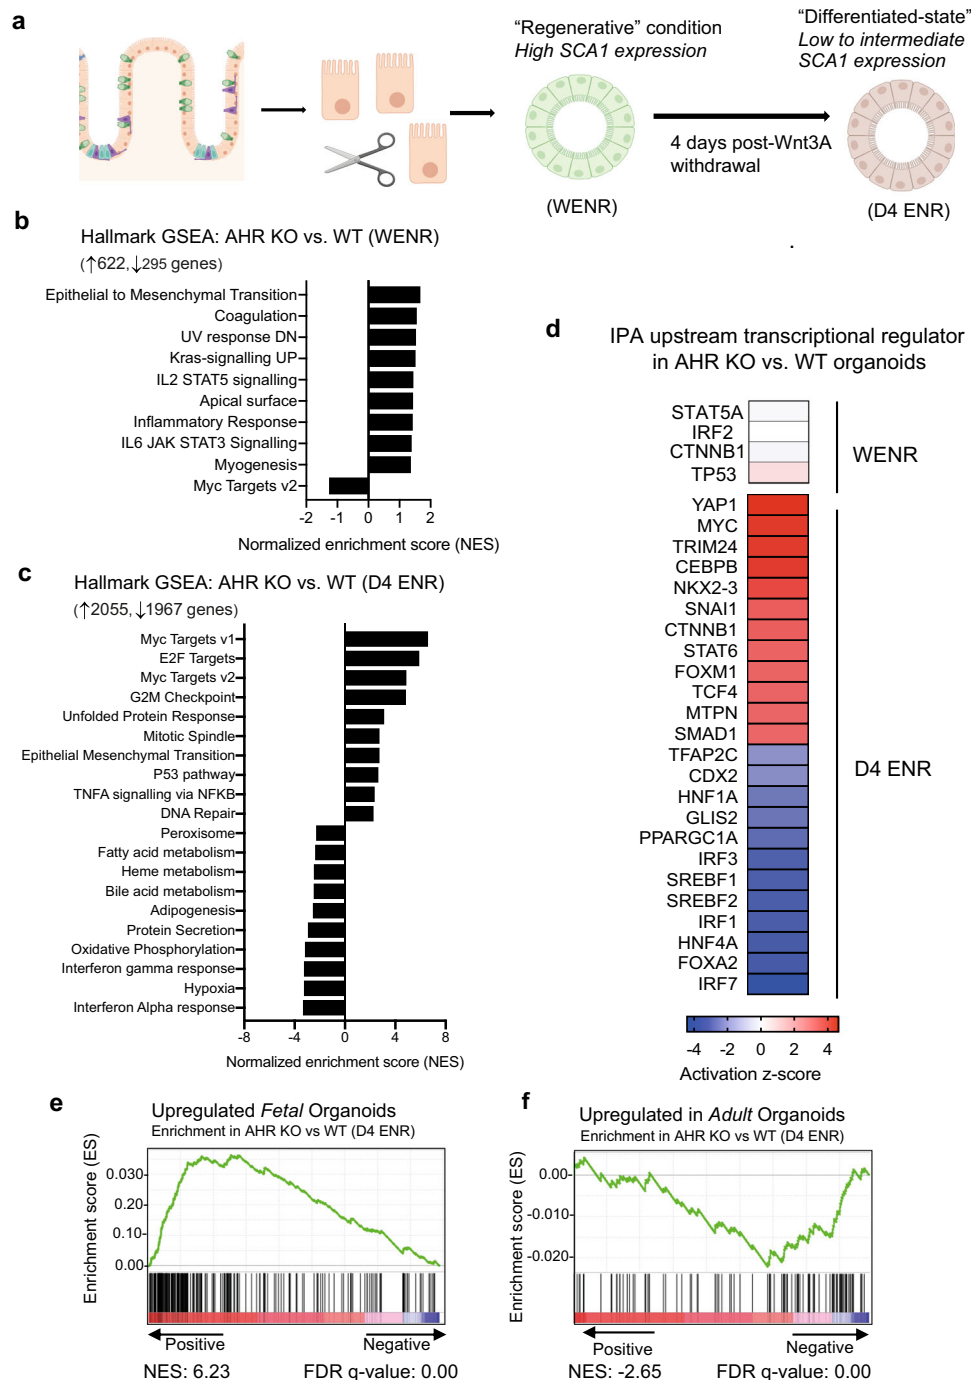 a
"Regenerative" condition
High SCA1 expression
"Differentiated-state"
Low to intermediate
SCA1 expression
4 days post-Wnt3A
withdrawal
(WENR)
(D4 ENR)
b
Hallmark GSEA: AHR KO vs. WT (WENR)
(↑622, ↓295 genes)
Epithelial to Mesenchymal Transition
Coagulation
UV response DN
Kras-signalling UP
IL2 STAT5 signalling
Apical surface
Inflammatory Response
IL6 JAK STAT3 Signalling
Myogenesis
Myc Targets v2
-2 -1 0 1 2
Normalized enrichment score (NES)
c
Hallmark GSEA: AHR KO vs. WT (D4 ENR)
(↑2055, ↓1967 genes)
Myc Targets v1
E2F Targets
Myc Targets v2
G2M Checkpoint
Unfolded Protein Response
Mitotic Spindle
Epithelial Mesenchymal Transition
P53 pathway
TNFA signalling via NFKB
DNA Repair
Peroxisome
Fatty acid metabolism
Heme metabolism
Bile acid metabolism
Adipogenesis
Protein Secretion
Oxidative Phosphorylation
Interferon gamma response
Hypoxia
Interferon Alpha response
-8 -4 0 4 8
Normalized enrichment score (NES)
d
IPA upstream transcriptional regulator
in AHR KO vs. WT organoids
STAT5A
IRF2
CTNNB1
TP53
WENR
YAP1
MYC
TRIM24
CEBPB
NKX2-3
SNAI1
CTNNB1
STAT6
FOXM1
TCF4
MTPN
SMAD1
TFAP2C
CDX2
HNF1A
GLIS2
PPARGC1A
IRF3
SREBF1
SREBF2
IRF1
HNF4A
FOXA2
IRF7
D4 ENR
-4 -2 0 2 4
Activation z-score
e
Upregulated Fetal Organoids
Enrichment in AHR KO vs WT (D4 ENR)
Enrichment score (ES)
0.030
0.20
0.10
0.00
Positive
Negative
NES: 6.23
FDR q-value: 0.00
f
Upregulated in Adult Organoids
Enrichment in AHR KO vs WT (D4 ENR)
Enrichment score (ES)
0.00
-0.010
-0.020
Positive
Negative
NES: -2.65
FDR q-value: 0.00